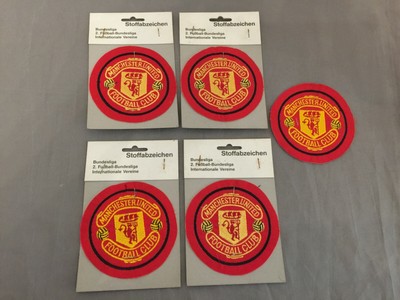 Stoffabzeichen
Bundesliga
2. Fußball-Bundesliga
Internationale Vereine
MANCHESTER UNITED
FOOTBALL CLUB
Stoffabzeichen
Bundesliga
2. Fußball-Bundesliga
Internationale Vereine
MANCHESTER UNITED
FOOTBALL CLUB
MANCHESTER UNITED
FOOTBALL CLUB
Stoffabzeichen
Bundesliga
2. Fußball-Bundesliga
Internationale Vereine
MANCHESTER UNITED
FOOTBALL CLUB
Stoffabzeichen
Bundesliga
2. Fußball-Bundesliga
Internationale Vereine
MANCHESTER UNITED
FOOTBALL CLUB